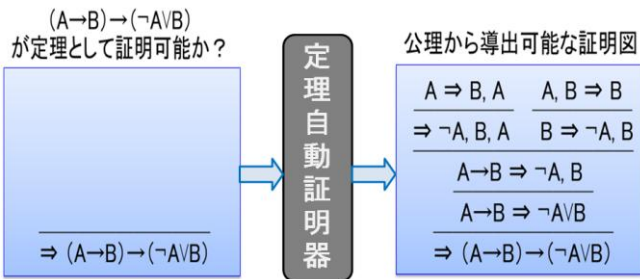 (A→B)→(¬A∨B)
が定理として証明可能か？
⇒ (A→B)→(¬A∨B)
定理自動証明器
公理から導出可能な証明図
A ⇒ B, A  A, B ⇒ B
⇒ ¬A, B, A  B ⇒ ¬A, B
A→B ⇒ ¬A, B
A→B ⇒ ¬A∨B
⇒ (A→B)→(¬A∨B)